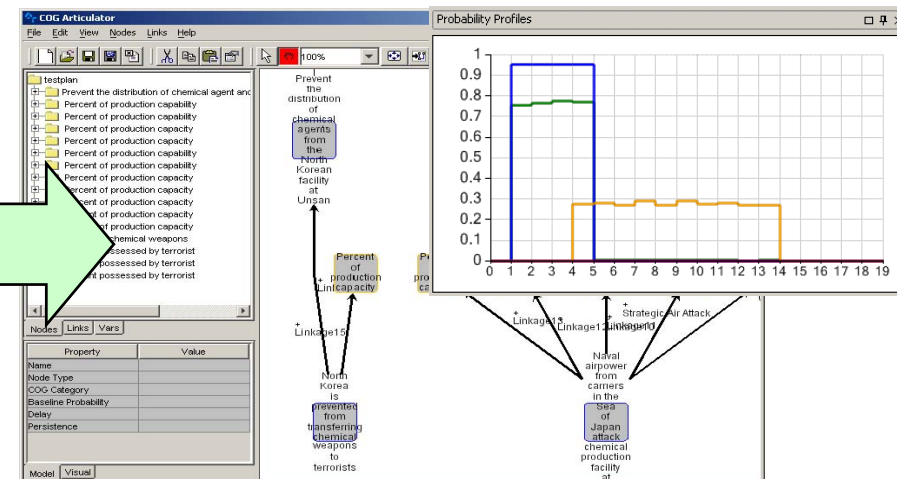 COG Articulator
File Edit View Nodes Links Help
100%
testplan
Prevent the distribution of chemical agent and
Percent of production capability
Percent of production capability
Percent of production capacity
Percent of production capacity
Percent of production capability
Percent of production capability
Percent of production capacity
Percent of production capacity
of production capacity
of production capacity
of production capacity
chemical weapons
possessed by terrorist
possessed by terrorist
possessed by terrorist
Nodes Links Vars
Property Value
Name
Node Type
COG Category
Baseline Probability
Delay
Persistence
Model Visual
Prevent
the
distribution
of
chemical
agents
from
the
North
Korean
facility
at
Unsan
Percent
of
production
capacity
+
Linkage15
North
Korea
is
prevented
from
transferring
chemical
weapons
to
terrorists
+
Linkage13
Strategic Air Attack
Naval
airpower
from
carriers
in the
Sea
of
Japan
attack
chemical
production
facility
at
Probability Profiles
1
0.9
0.8
0.7
0.6
0.5
0.4
0.3
0.2
0.1
0 1 2 3 4 5 6 7 8 9 10 11 12 13 14 15 16 17 18 19